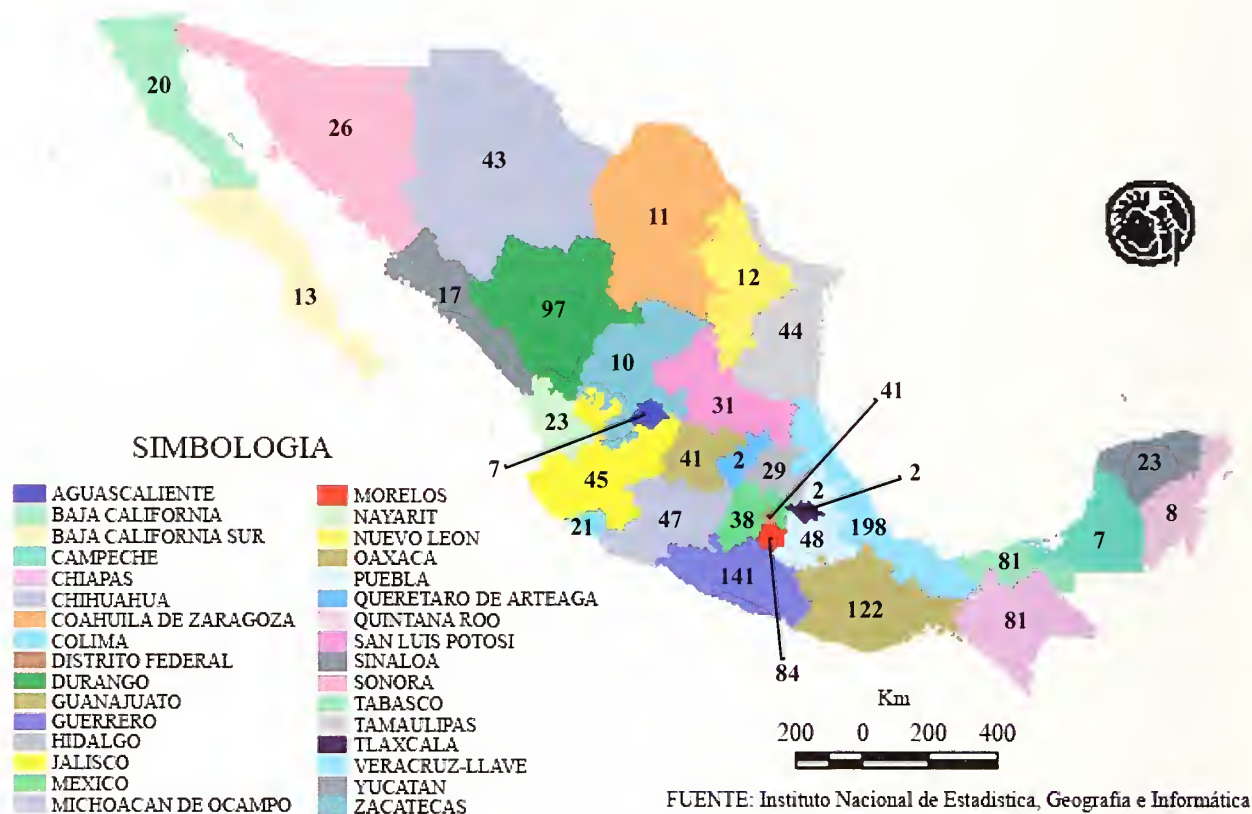 20
26
43
11
12
13
17
97
44
10
41
31
23
7
41
2
29
2
2
45
23
8
21
47
38
48
198
7
81
141
122
81
84
SIMBOLOGIA
AGUASCALIENTE
BAJA CALIFORNIA
BAJA CALIFORNIA SUR
CAMPECHE
CHIAPAS
CHIHUAHUA
COAHUILA DE ZARAGOZA
COLIMA
DISTRITO FEDERAL
DURANGO
GUANAJUATO
GUERRERO
HIDALGO
JALISCO
MEXICO
MICHOACAN DE OCAMPO
MORELOS
NAYARIT
NUEVO LEON
OAXACA
PUEBLA
QUERETARO DE ARTEAGA
QUINTANA ROO
SAN LUIS POTOSI
SINALOA
SONORA
TABASCO
TAMAULIPAS
TLAXCALA
VERACRUZ-LLAVE
YUCATAN
ZACATECAS
Km
200 0 200 400
FUENTE: Instituto Nacional de Estadistica, Geografia e Informática